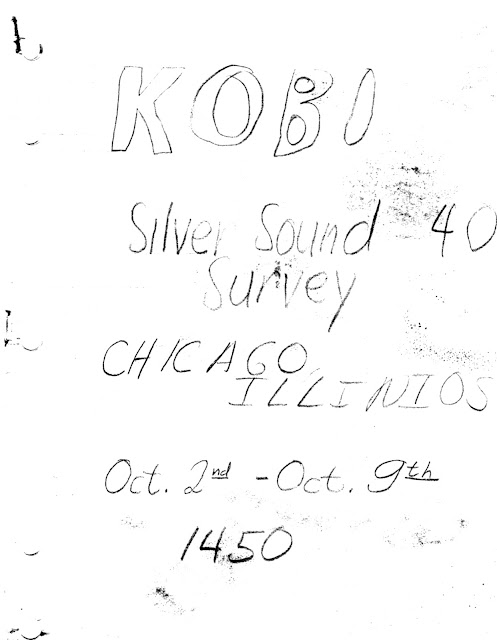 KOBI
Silver Sound 40
Survey
CHICAGO,
ILLINIOS
Oct. 2nd - Oct. 9th
1450